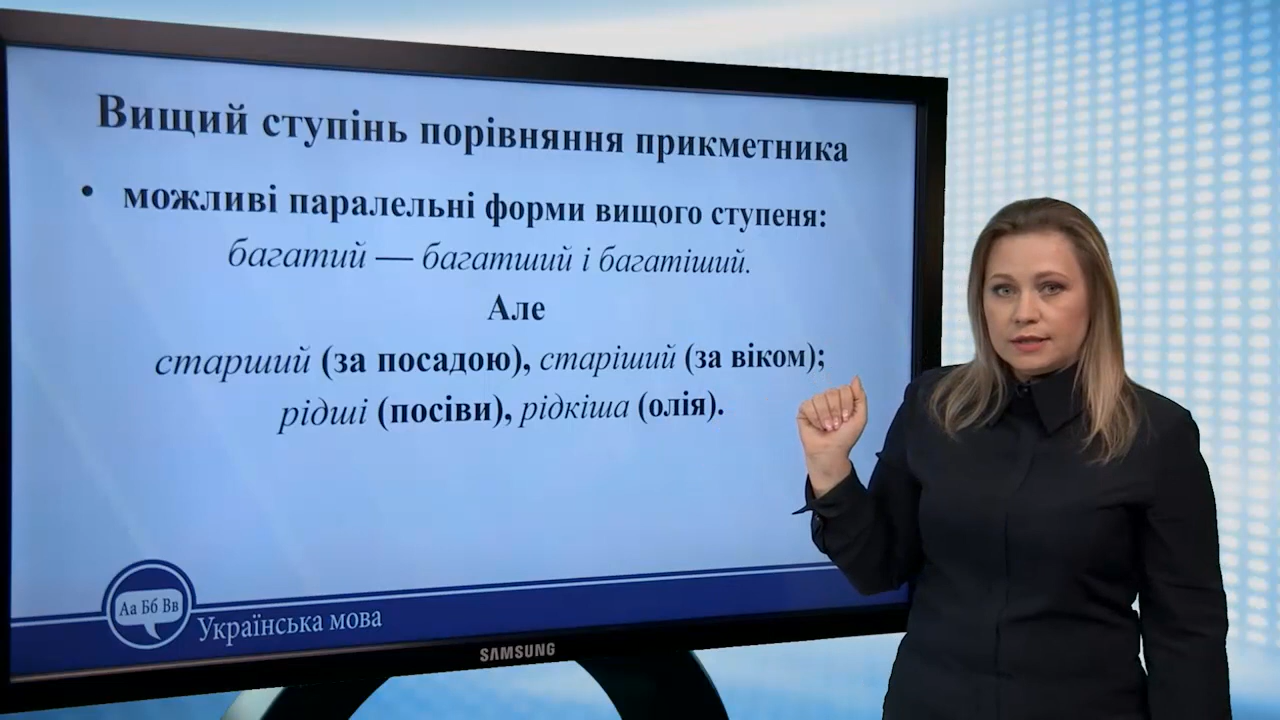 Вищий ступінь порівняння прикметника
• можливі паралельні форми вищого ступеня:
багатий — багатший і багатіший.
Але
старший (за посадою), старіший (за віком);
рідші (посіви), рідкіша (олія).
Аа Бб Вв
Українська мова
SAMSUNG